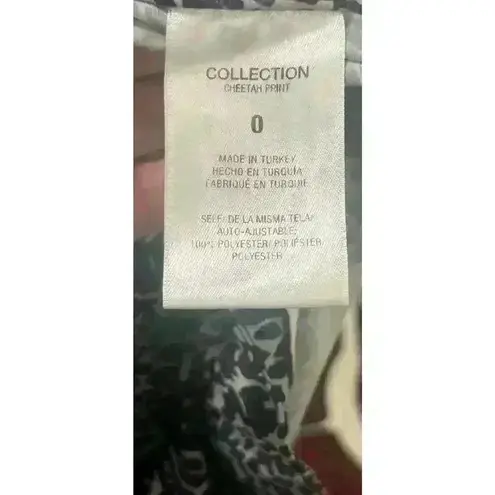 COLLECTION
CHEETAH PRINT
0
MADE IN TURKEY
HECHO EN TURQUIA
FABRIQUÉ EN TURQUIE
SELF/ DE LA MISMA TELA/
AUTO-AJUSTABLE:
100% POLYESTER/ POLIÉSTER
POLYESTER